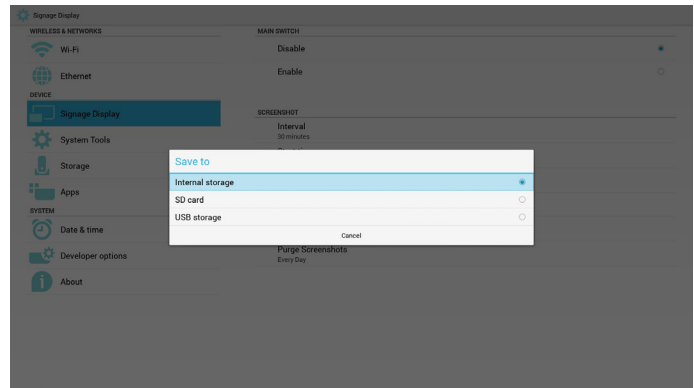 Signage Display
WIRELESS & NETWORKS
Wi-Fi
Ethernet
DEVICE
Signage Display
System Tools
Storage
Apps
SYSTEM
Date & time
Developer options
About
MAIN SWITCH
Disable
Enable
SCREENSHOT
Interval
30 minutes
Save to
Internal storage
SD card
USB storage
Cancel
Purge Screenshots
Every Day